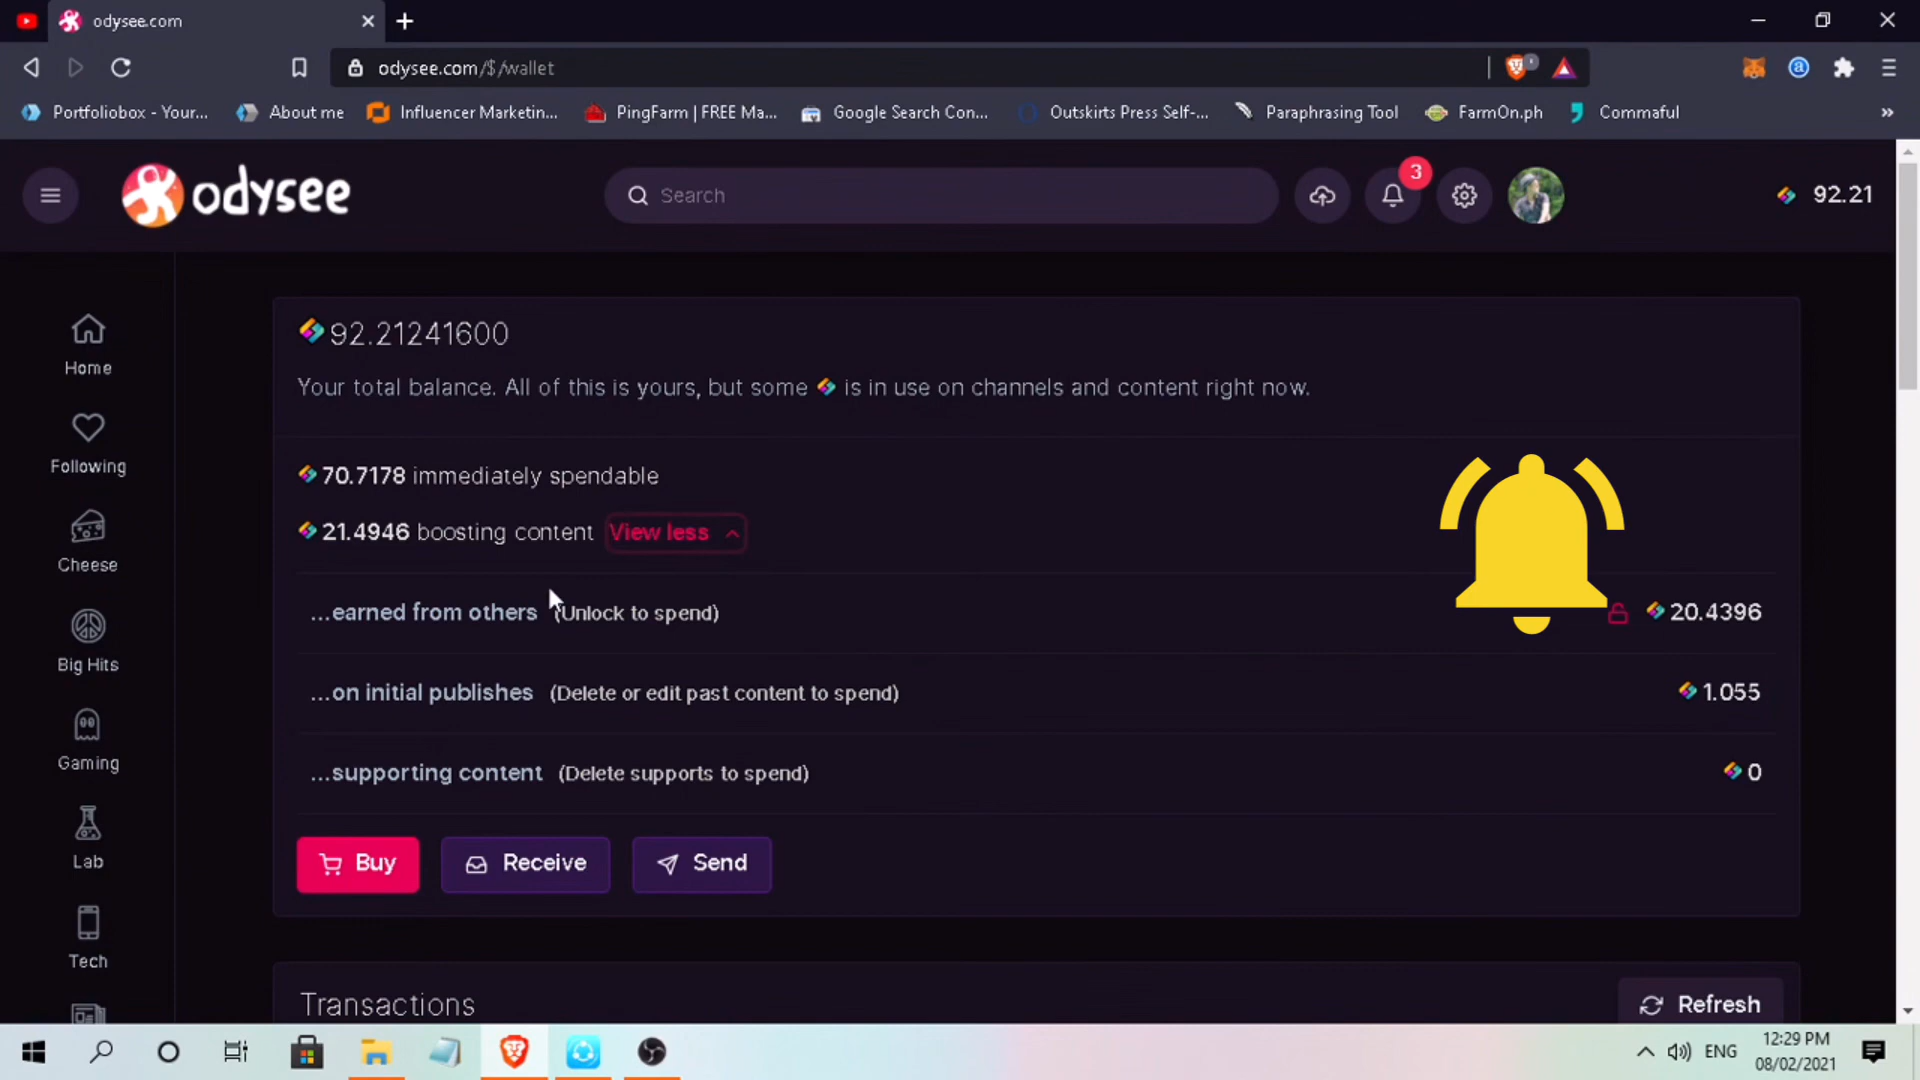 odysee.com
odysee.com/$/wallet
Portfoliobox - Your...
About me
Influencer Marketin...
PingFarm | FREE Ma...
Google Search Con...
Outskirts Press Self-...
Paraphrasing Tool
FarmOn.ph
Commaful
odysee
Search
3
92.21
Home
Following
Cheese
Big Hits
Gaming
Lab
Tech
92.21241600
Your total balance. All of this is yours, but some is in use on channels and content right now.
70.7178 immediately spendable
21.4946 boosting content View less
...earned from others (Unlock to spend) 20.4396
...on initial publishes (Delete or edit past content to spend) 1.055
...supporting content (Delete supports to spend) 0
Buy
Receive
Send
Transactions
Refresh
ENG
12:29 PM
08/02/2021